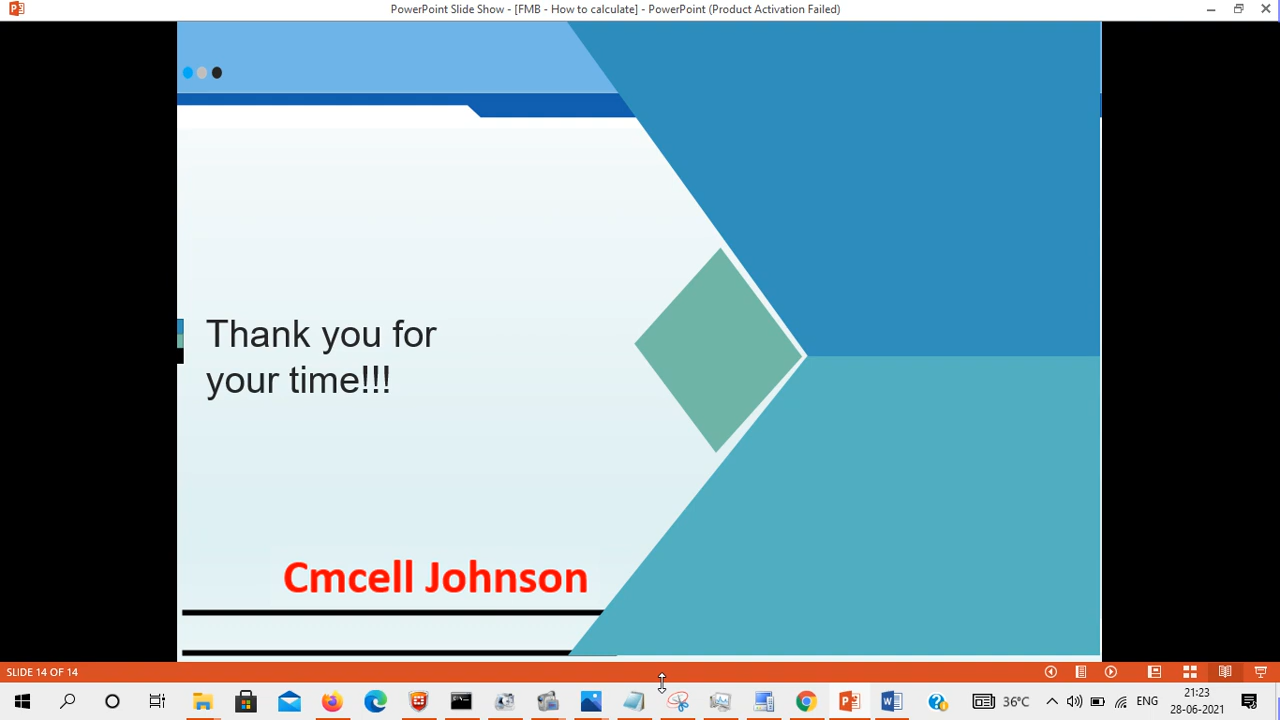 PowerPoint Slide Show - [FMB - How to calculate] - PowerPoint (Product Activation Failed)
Thank you for
your time!!!
Cmcell Johnson
SLIDE 14 OF 14
36°C
ENG
21:23
28-06-2021